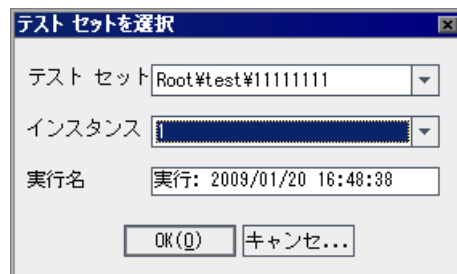 テスト セットを選択
テスト セット Root¥test¥11111111
インスタンス 1
実行名 実行: 2009/01/20 16:48:38
OK(O) キャンセ...